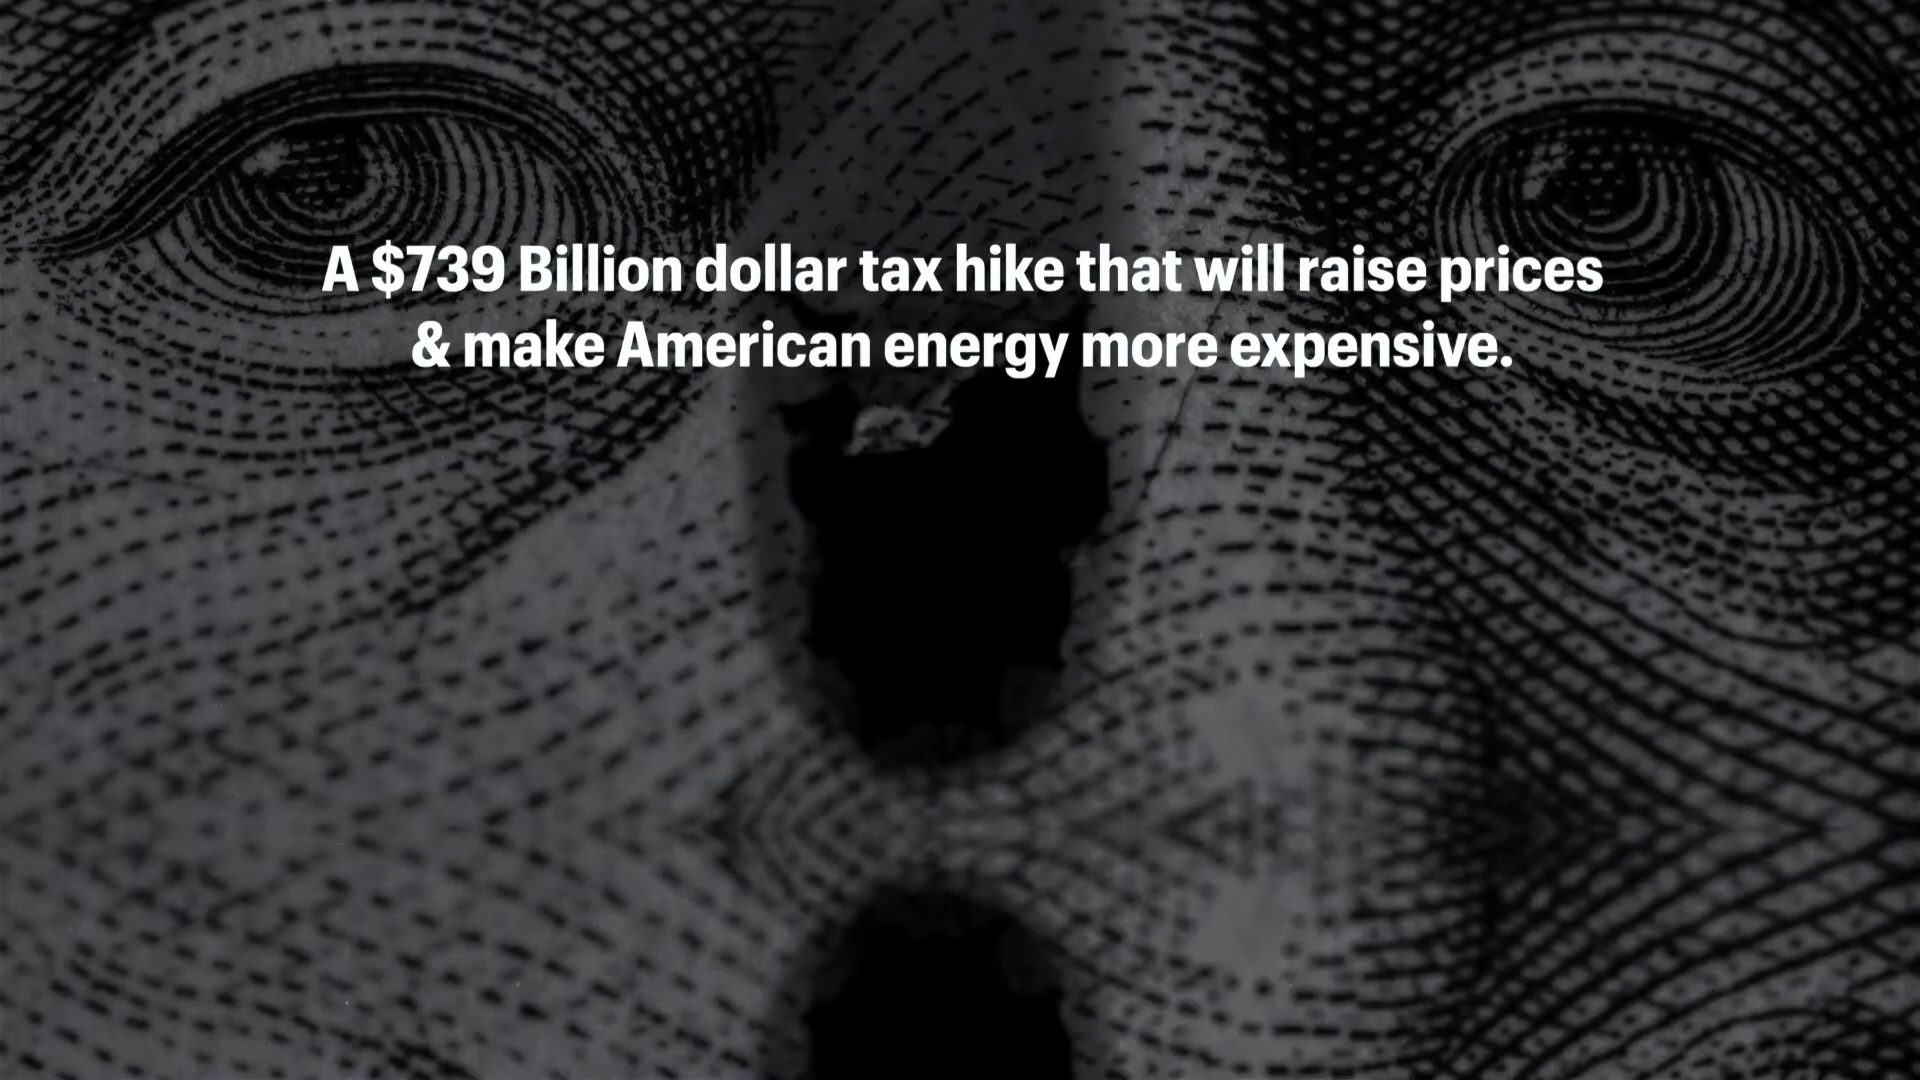 A $739 Billion dollar tax hike that will raise prices
& make American energy more expensive.